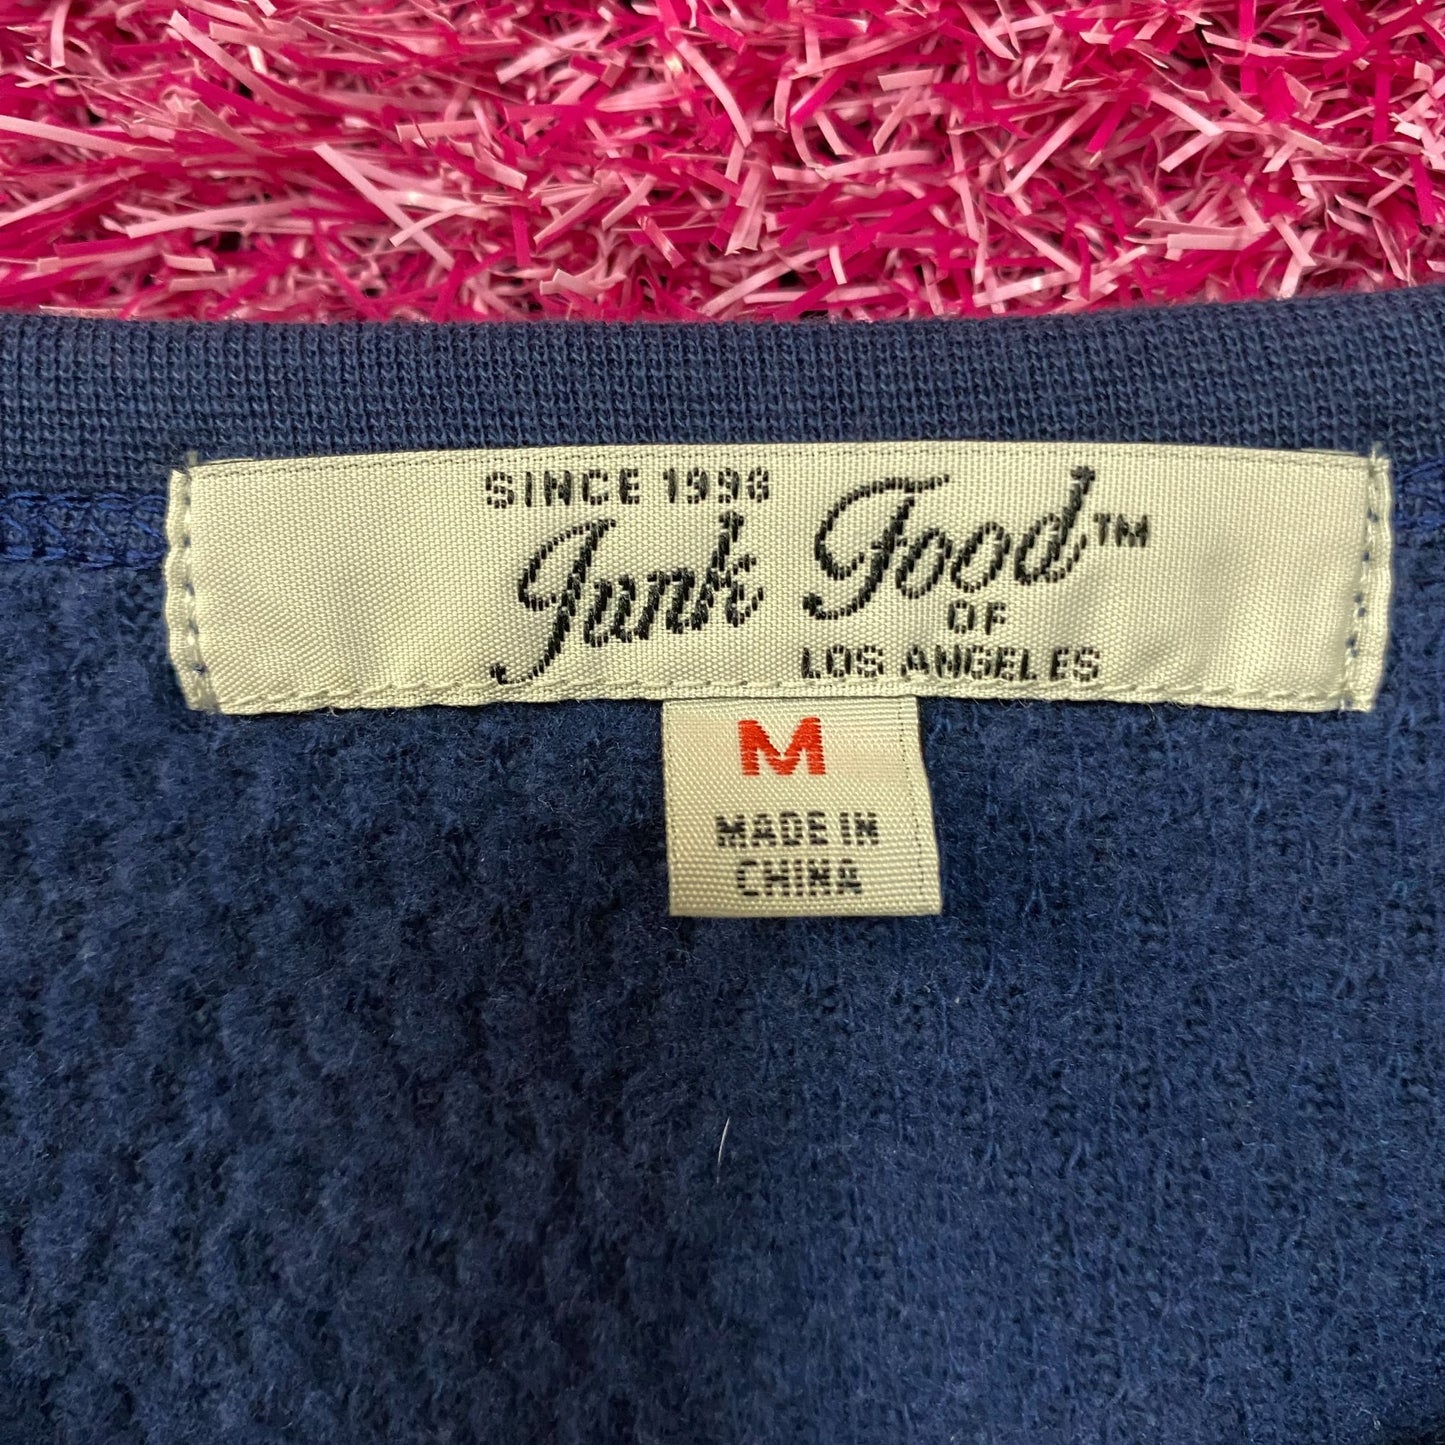 SINCE 1998
Junk Food™
OF
LOS ANGELES
M
MADE IN
CHINA